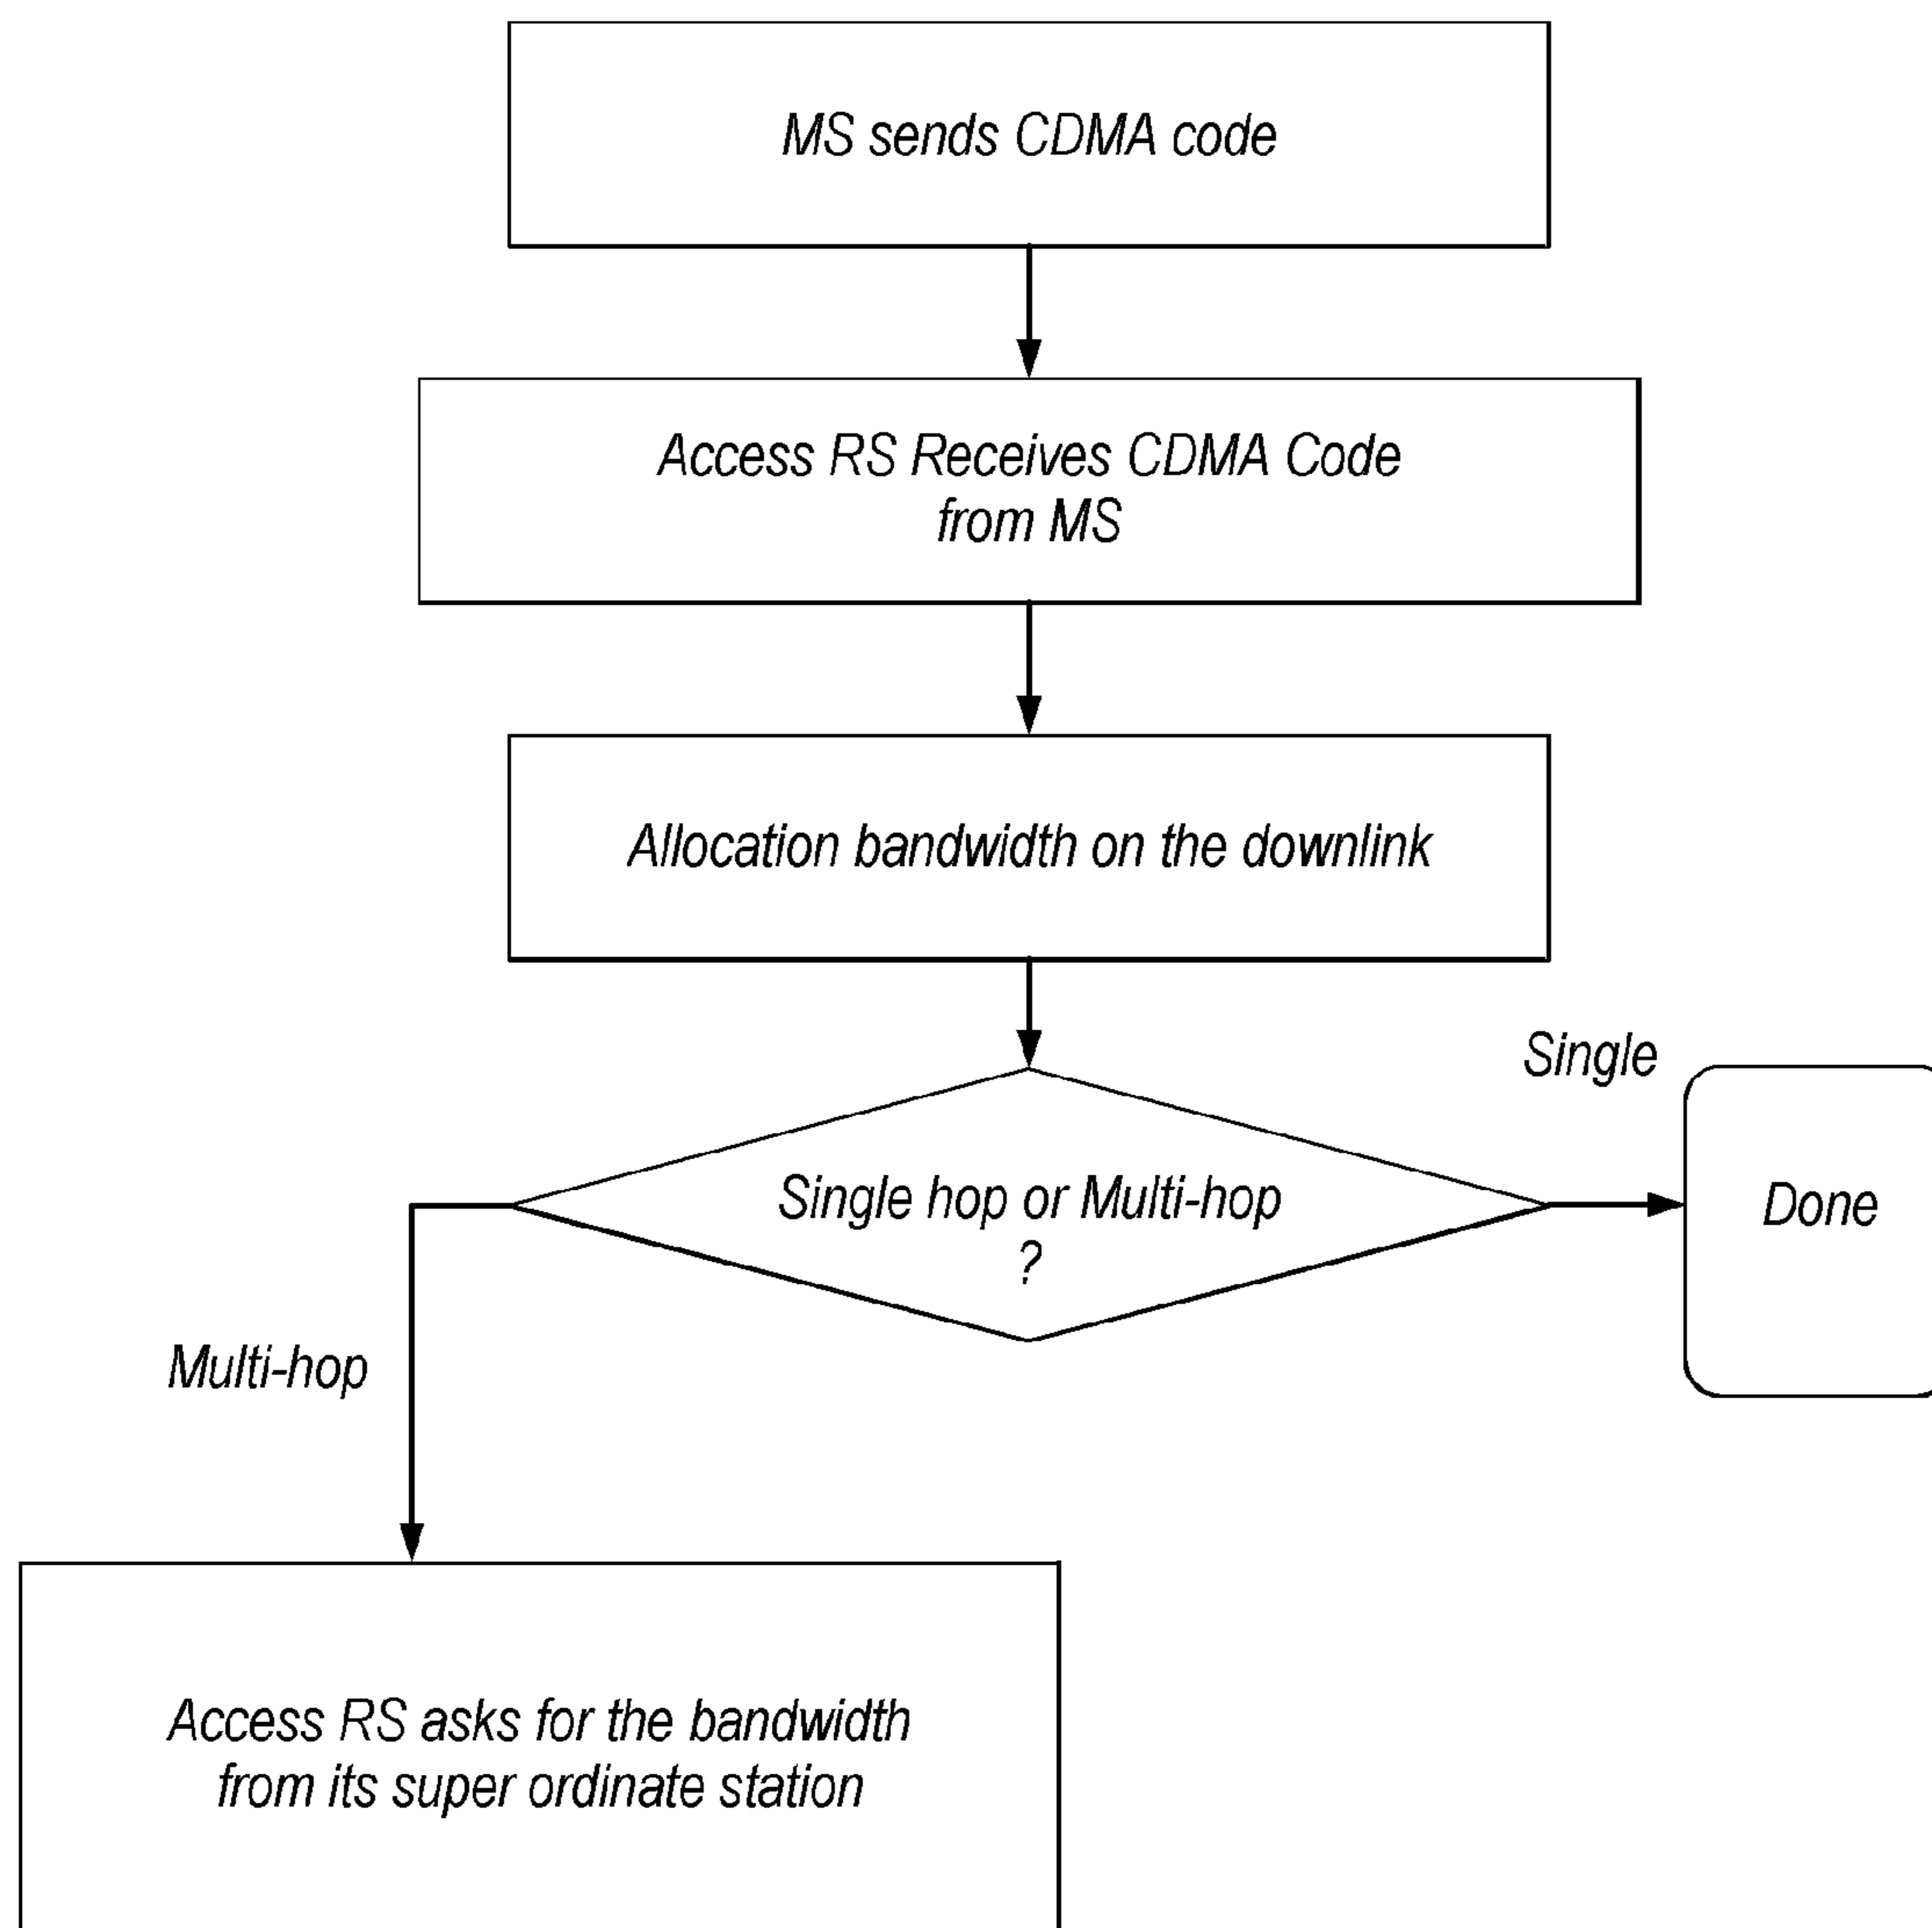 MS sends CDMA code
Access RS Receives CDMA Code
from MS
Allocation bandwidth on the downlink
Single
Single hop or Multi-hop
?
Done
Multi-hop
Access RS asks for the bandwidth
from its super ordinate station